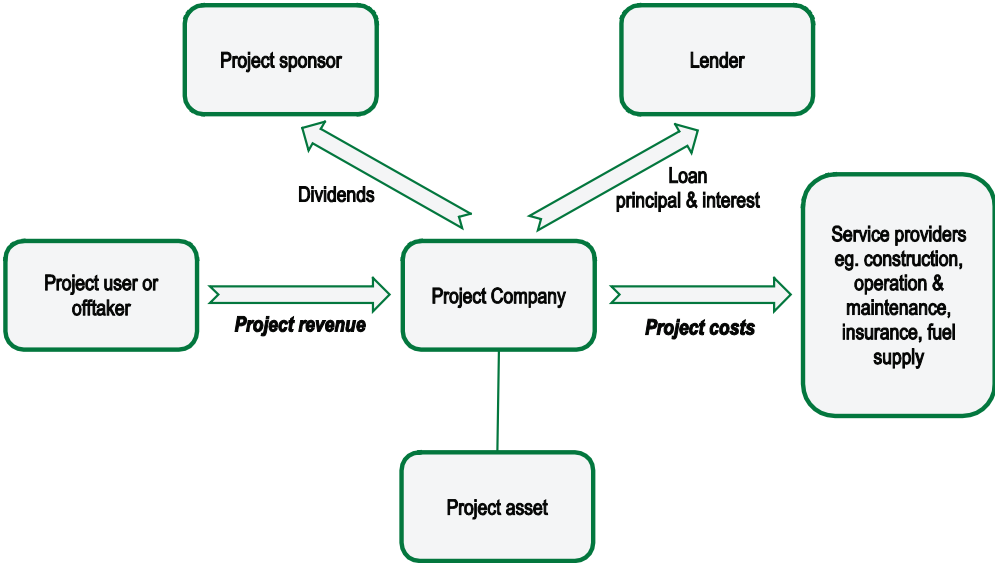 Project sponsor
Lender
Dividends
Loan
principal & interest
Project user or
offtaker
Project revenue
Project Company
Project costs
Service providers
eg. construction,
operation &
maintenance,
insurance, fuel
supply
Project asset